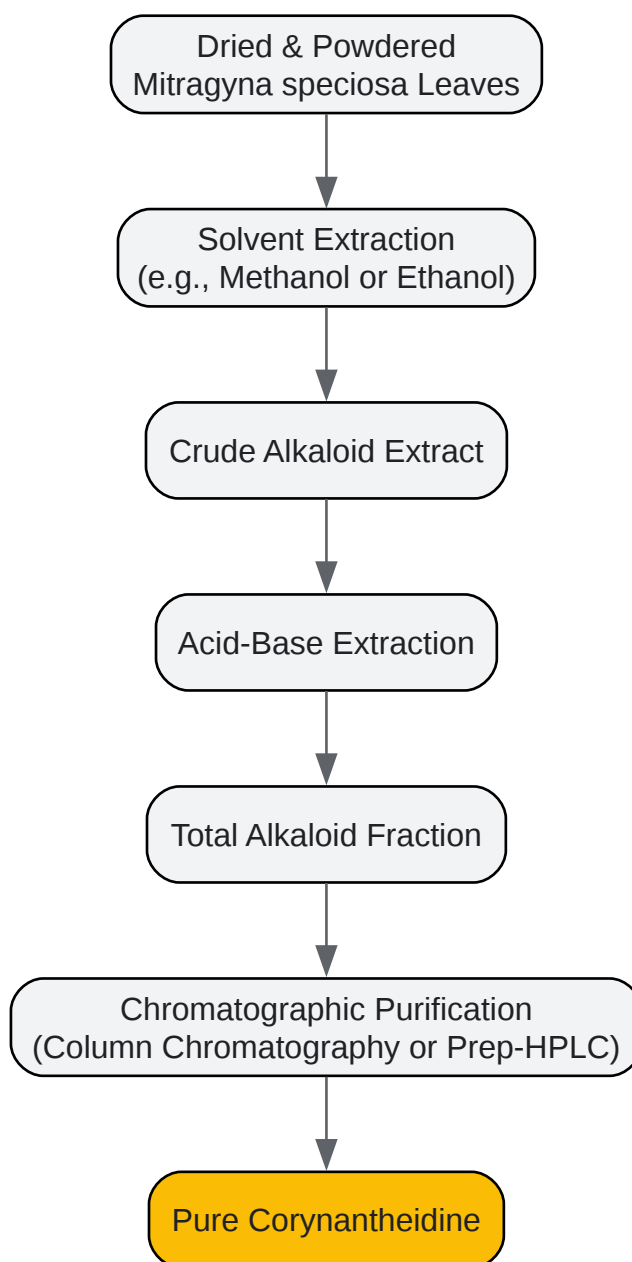 Dried & Powdered
Mitragyna speciosa Leaves
Solvent Extraction
(e.g., Methanol or Ethanol)
Crude Alkaloid Extract
Acid-Base Extraction
Total Alkaloid Fraction
Chromatographic Purification
(Column Chromatography or Prep-HPLC)
Pure Corynantheidine